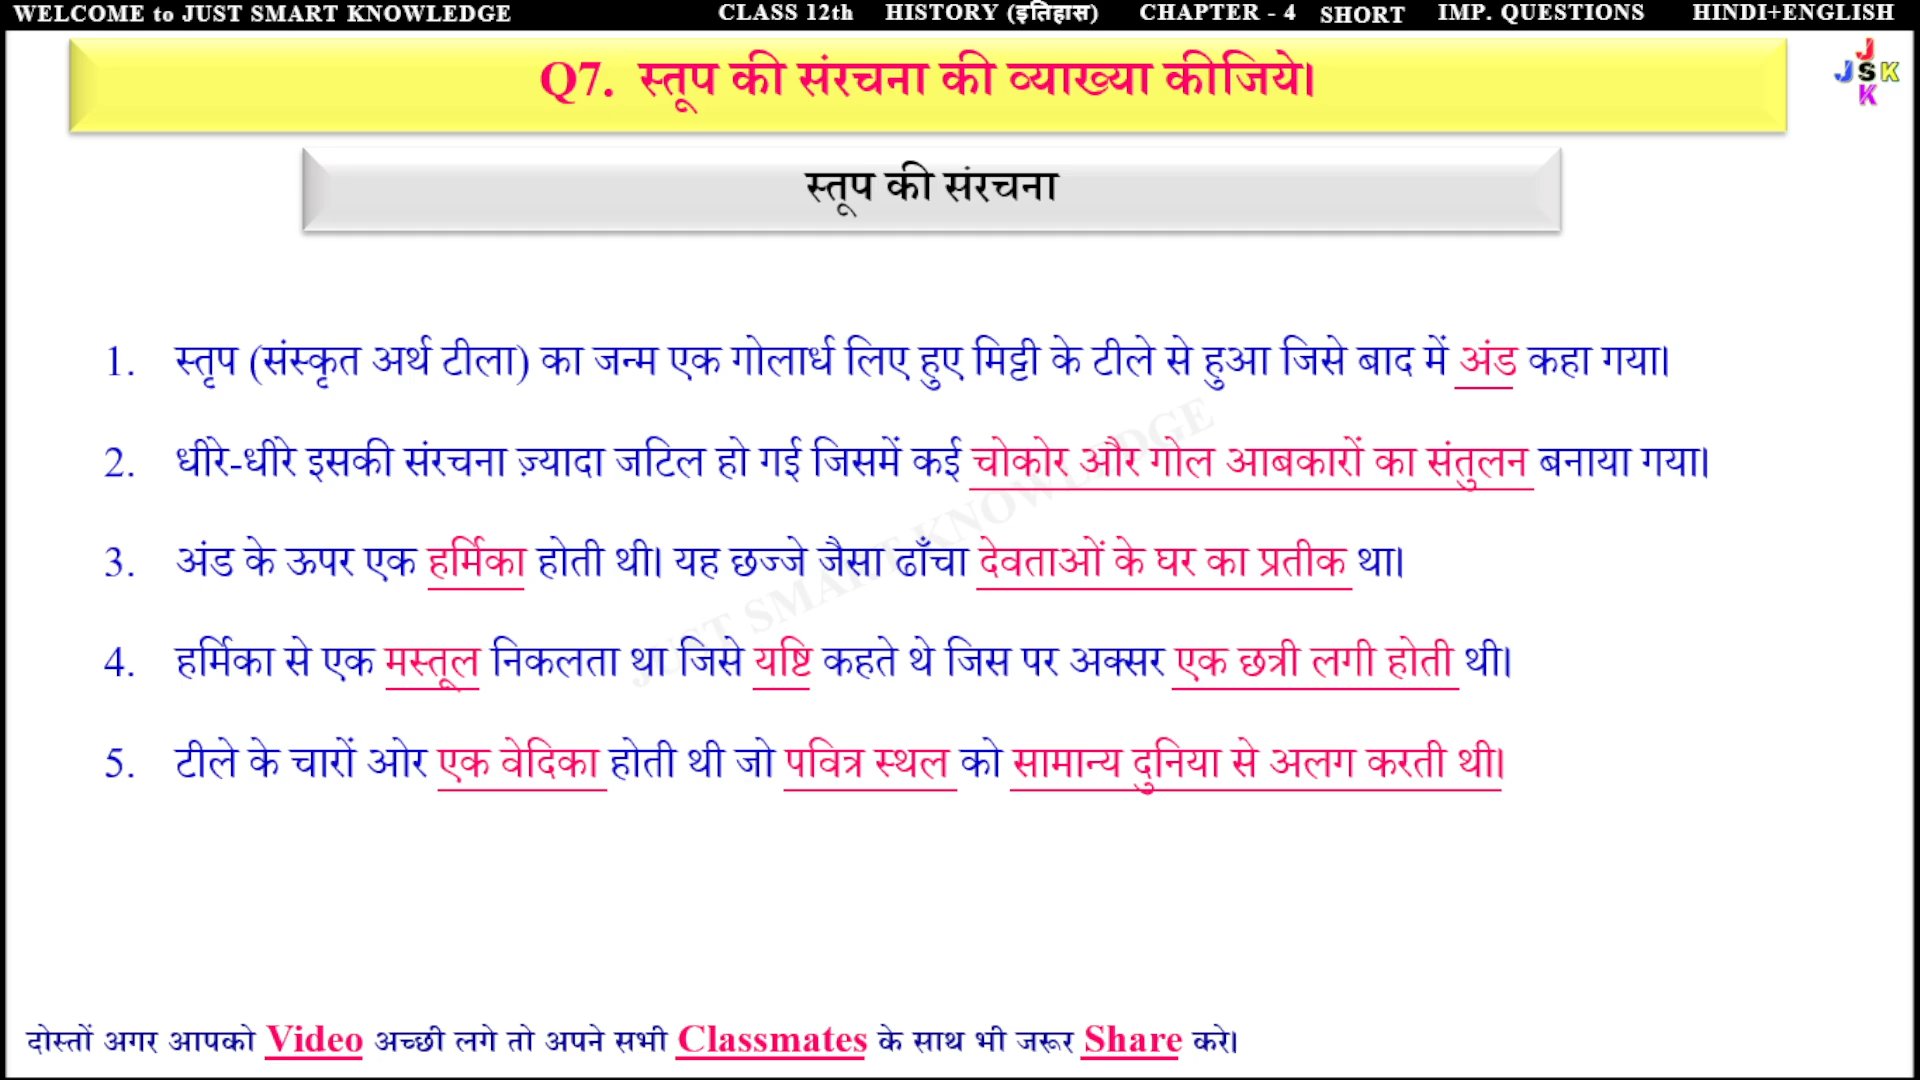 WELCOME to JUST SMART KNOWLEDGE CLASS 12th HISTORY (इतिहास) CHAPTER - 4 SHORT IMP. QUESTIONS HINDI+ENGLISH
J
J S K
K
Q7. स्तूप की संरचना की व्याख्या कीजिये।
स्तूप की संरचना
1. स्तृप (संस्कृत अर्थ टीला) का जन्म एक गोलार्ध लिए हुए मिट्टी के टीले से हुआ जिसे बाद में अंड कहा गया।
2. धीरे-धीरे इसकी संरचना ज़्यादा जटिल हो गई जिसमें कई चोकोर और गोल आबकारों का संतुलन बनाया गया।
3. अंड के ऊपर एक हर्मिका होती थी। यह छज्जे जैसा ढाँचा देवताओं के घर का प्रतीक था।
4. हर्मिका से एक मस्तूल निकलता था जिसे यष्टि कहते थे जिस पर अक्सर एक छत्री लगी होती थी।
5. टीले के चारों ओर एक वेदिका होती थी जो पवित्र स्थल को सामान्य दुनिया से अलग करती थी।
JUST SMART KNOWLEDGE
दोस्तों अगर आपको Video अच्छी लगे तो अपने सभी Classmates के साथ भी जरूर Share करे।